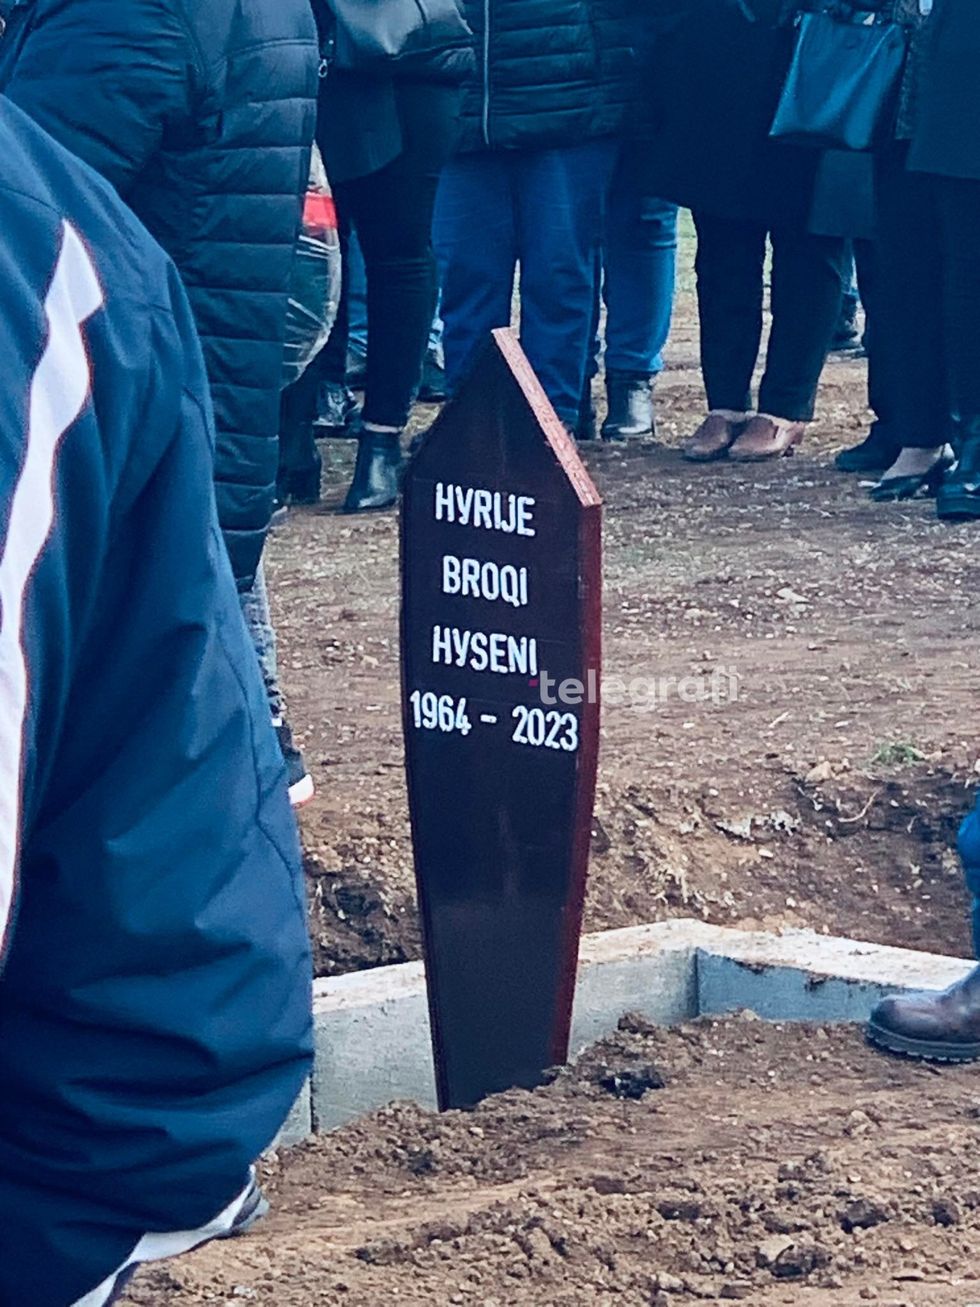 HYRIJE
BROQI
HYSENI
1964 - 2023
telegrafi